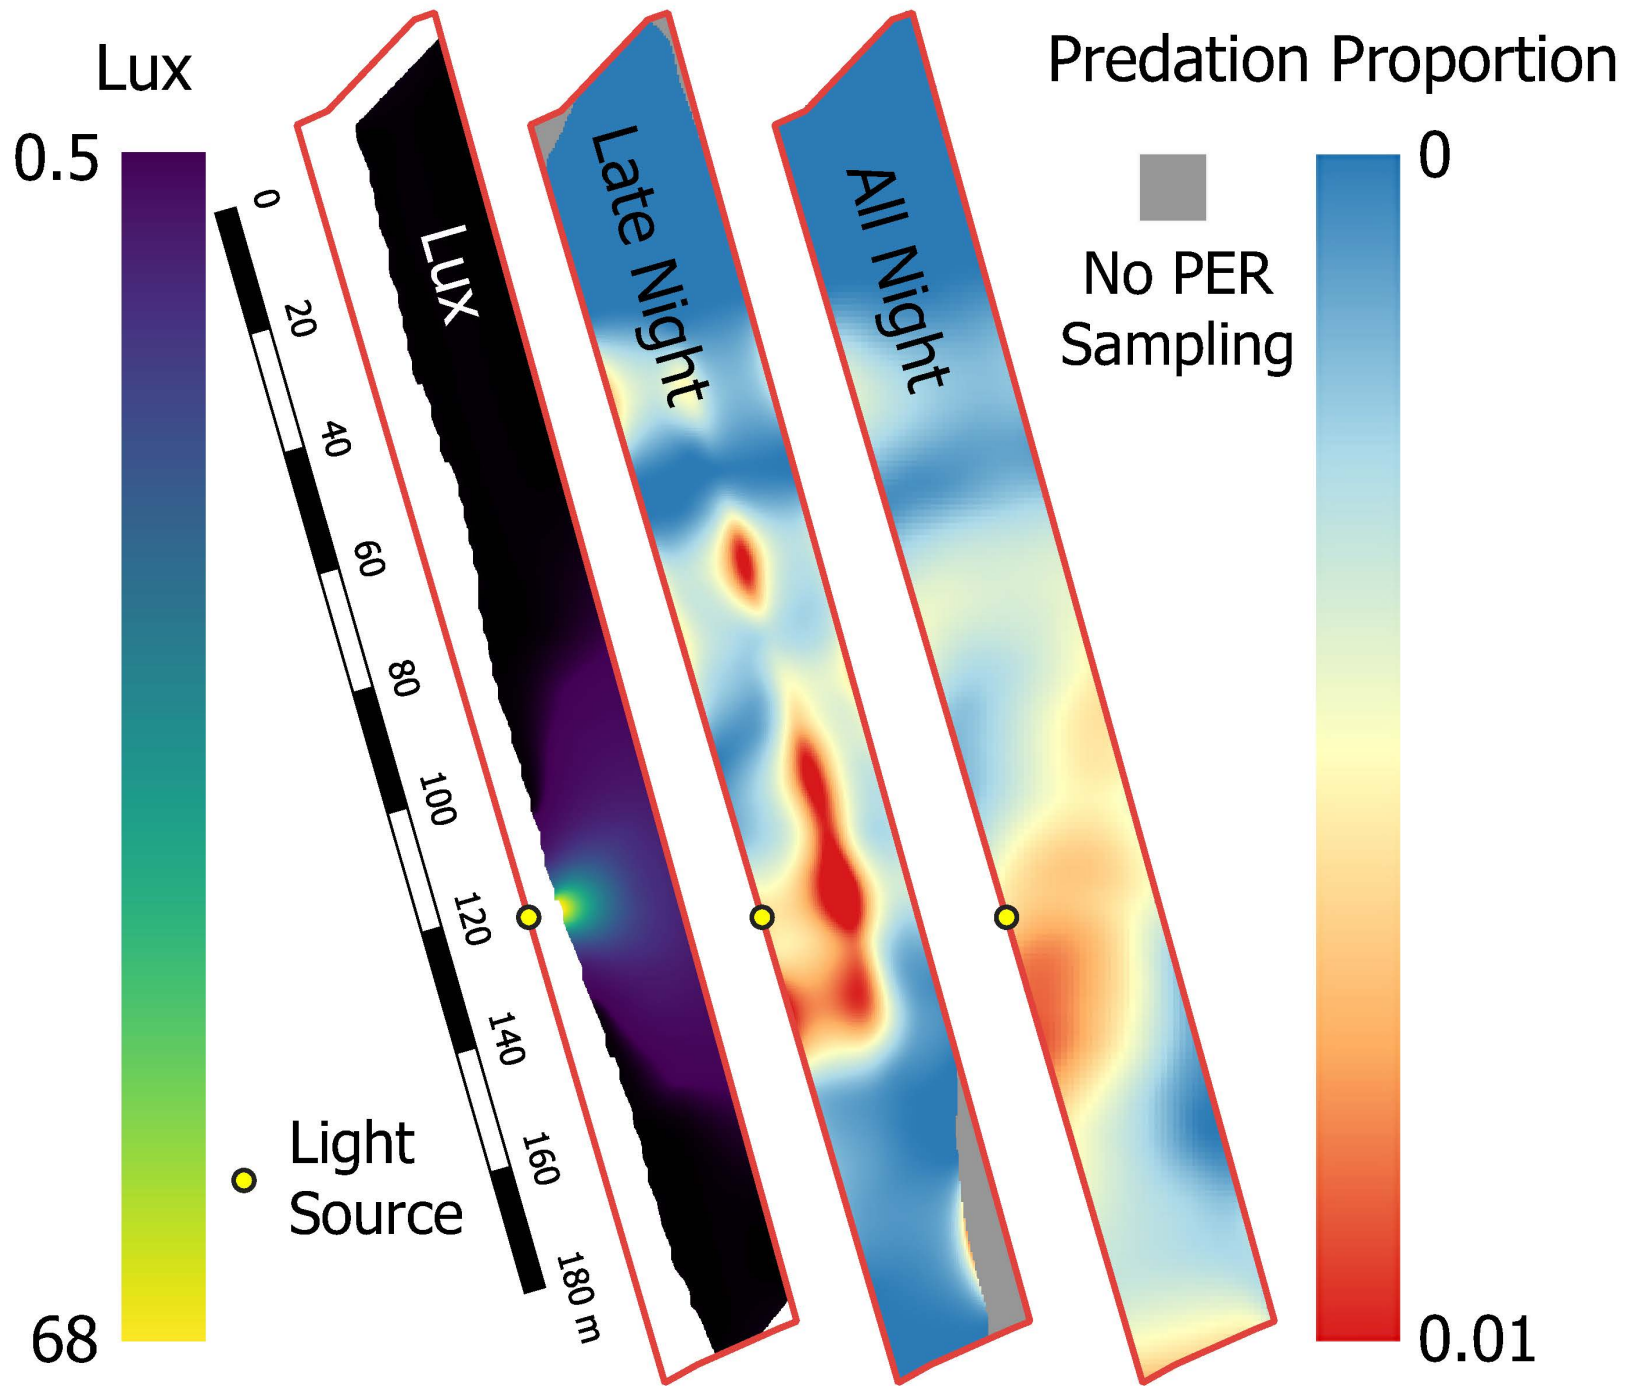 Lux
0.5
68
Light
Source
0
20
40
60
80
100
120
140
160
180 m
Lux
Late Night
All Night
Predation Proportion
No PER
Sampling
0
0.01